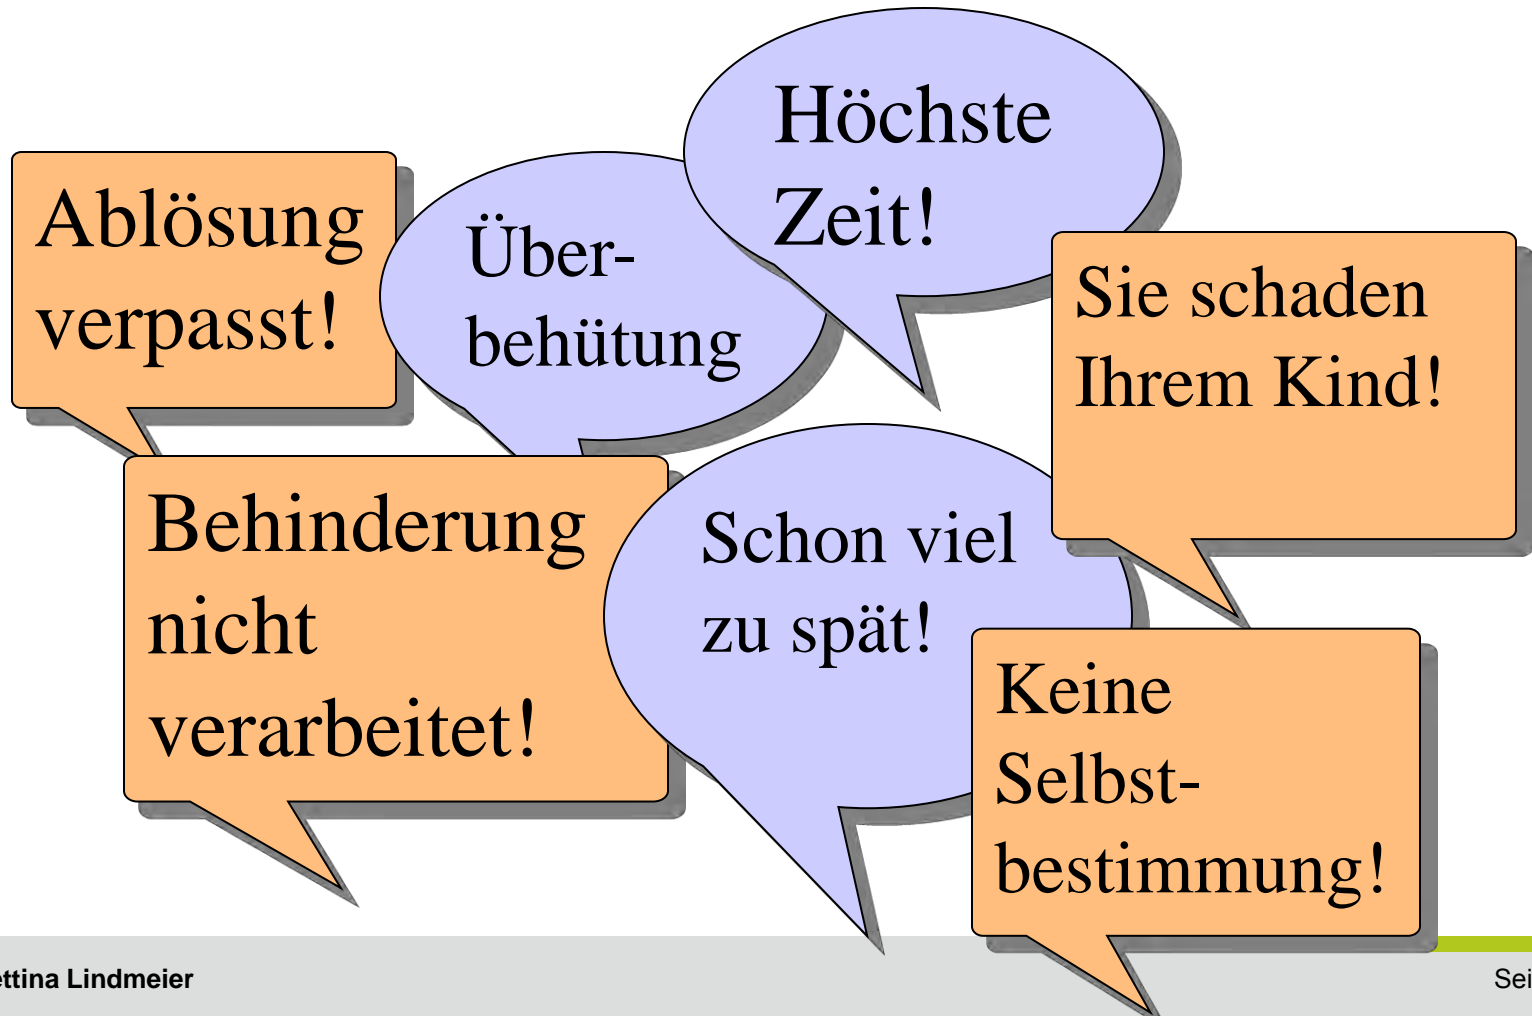 Höchste
Zeit!
Ablösung
verpasst!
Über-
behütung
Sie schaden
Ihrem Kind!
Behinderung
nicht
verarbeitet!
Schon viel
zu spät!
Keine
Selbst-
bestimmung!
ettina Lindmeier
Sei